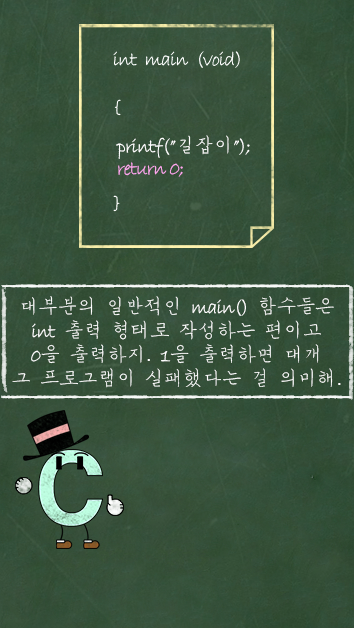 int main (void)
{
printf("길잡이");
return 0;
}
대부분의 일반적인 main() 함수들은
int 출력 형태로 작성하는 편이고
0을 출력하지. 1을 출력하면 대개
그 프로그램이 실패했다는 걸 의미해.
C